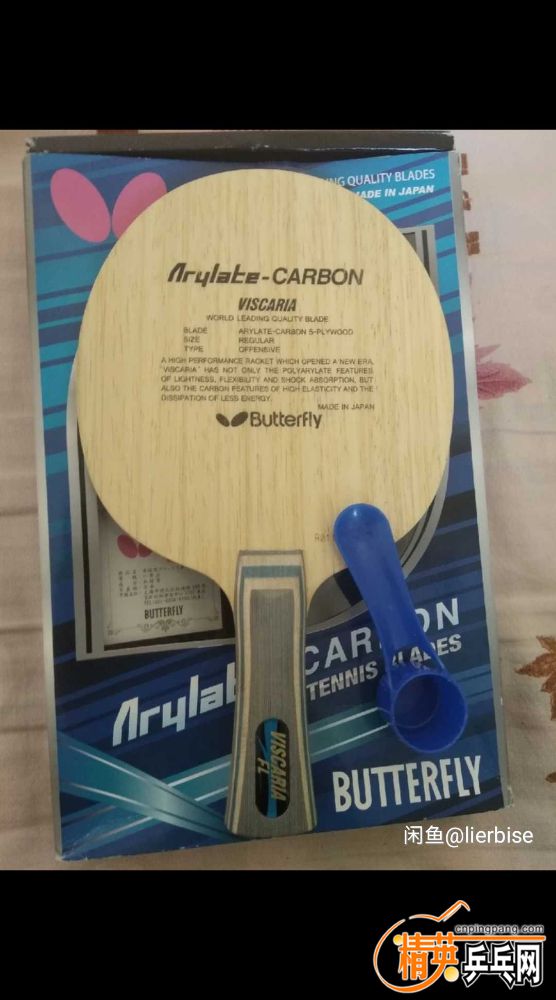 NG QUALITY BLADES
MADE IN JAPAN
Arylate-CARBON
VISCARIA
WORLD LEADING QUALITY BLADE
BLADE ARYLATE-CARBON 5-PLYWOOD
SIZE REGULAR
TYPE OFFENSIVE
A HIGH PERFORMANCE RACKET WHICH OPENED A NEW ERA.
"VISCARIA" HAS NOT ONLY THE POLYARYLATE FEATURES
OF LIGHTNESS, FLEXIBILITY AND SHOCK ABSORPTION, BUT
ALSO THE CARBON FEATURES OF HIGH ELASTICITY AND THE
DISSIPATION OF LESS ENERGY.
MADE IN JAPAN
Butterfly
BUTTERFLY
Arylate CARBON
TENNIS BLADES
VISCARIA
FL
BUTTERFLY
闲鱼@lierbise
cnpingpang.com
精英乒乓网